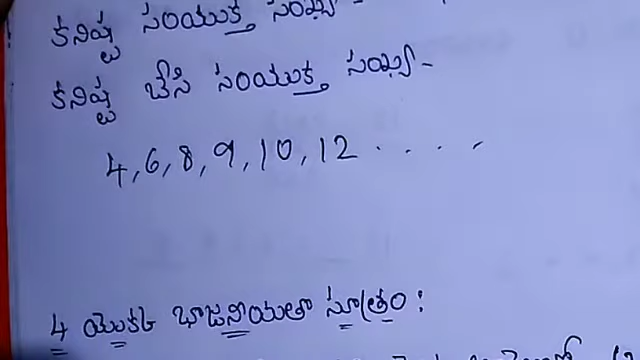 కనిష్ట సంయుక్త సంఖ్య -
కనిష్ట బేసి సంయుక్త సంఖ్య -
4, 6, 8, 9, 10, 12 . . . . .
4 యొక్క భాజనీయతా సూత్రం :